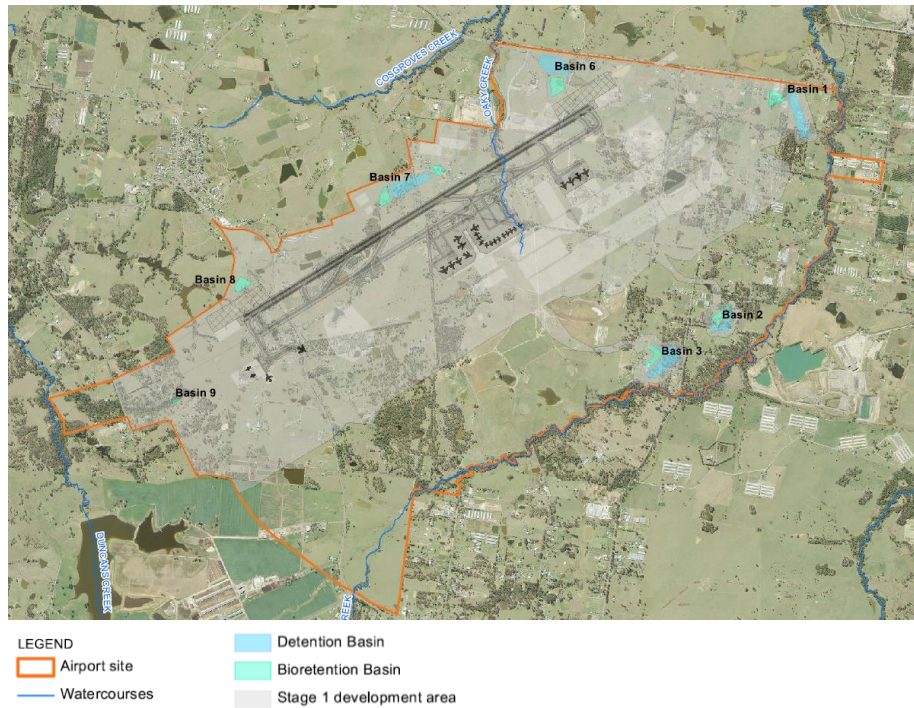 COSGROVES CREEK
OAKY CREEK
Basin 6
Basin 1
Basin 7
Basin 8
Basin 2
Basin 3
Basin 9
DUNCANS CREEK
REEK
LEGEND
Airport site
Watercourses
Detention Basin
Bioretention Basin
Stage 1 development area